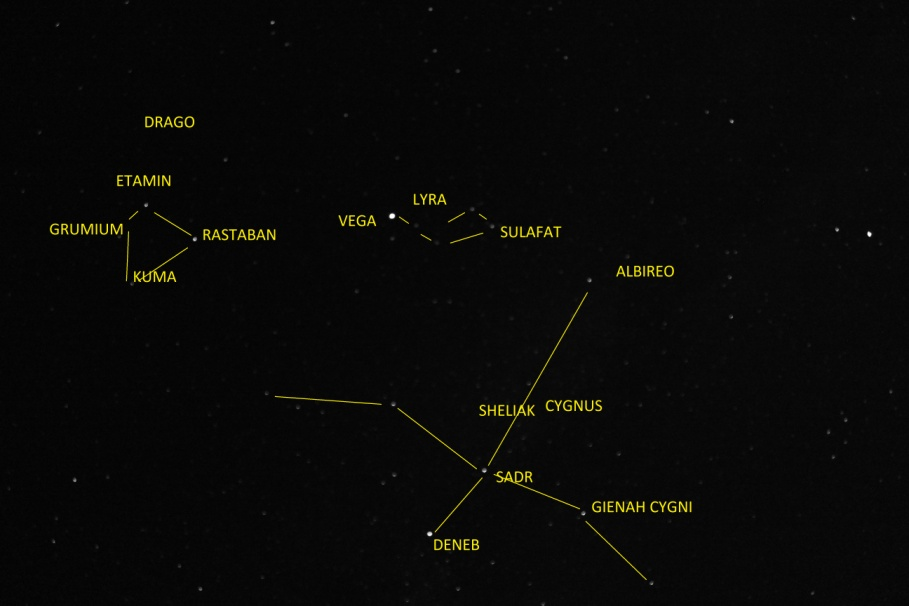 DRAGO
ETAMIN
LYRA
VEGA
GRUMIUM
RASTABAN
SULAFAT
KUMA
ALBIREO
SHELIAK
CYGNUS
SADR
GIENAH CYGNI
DENEB